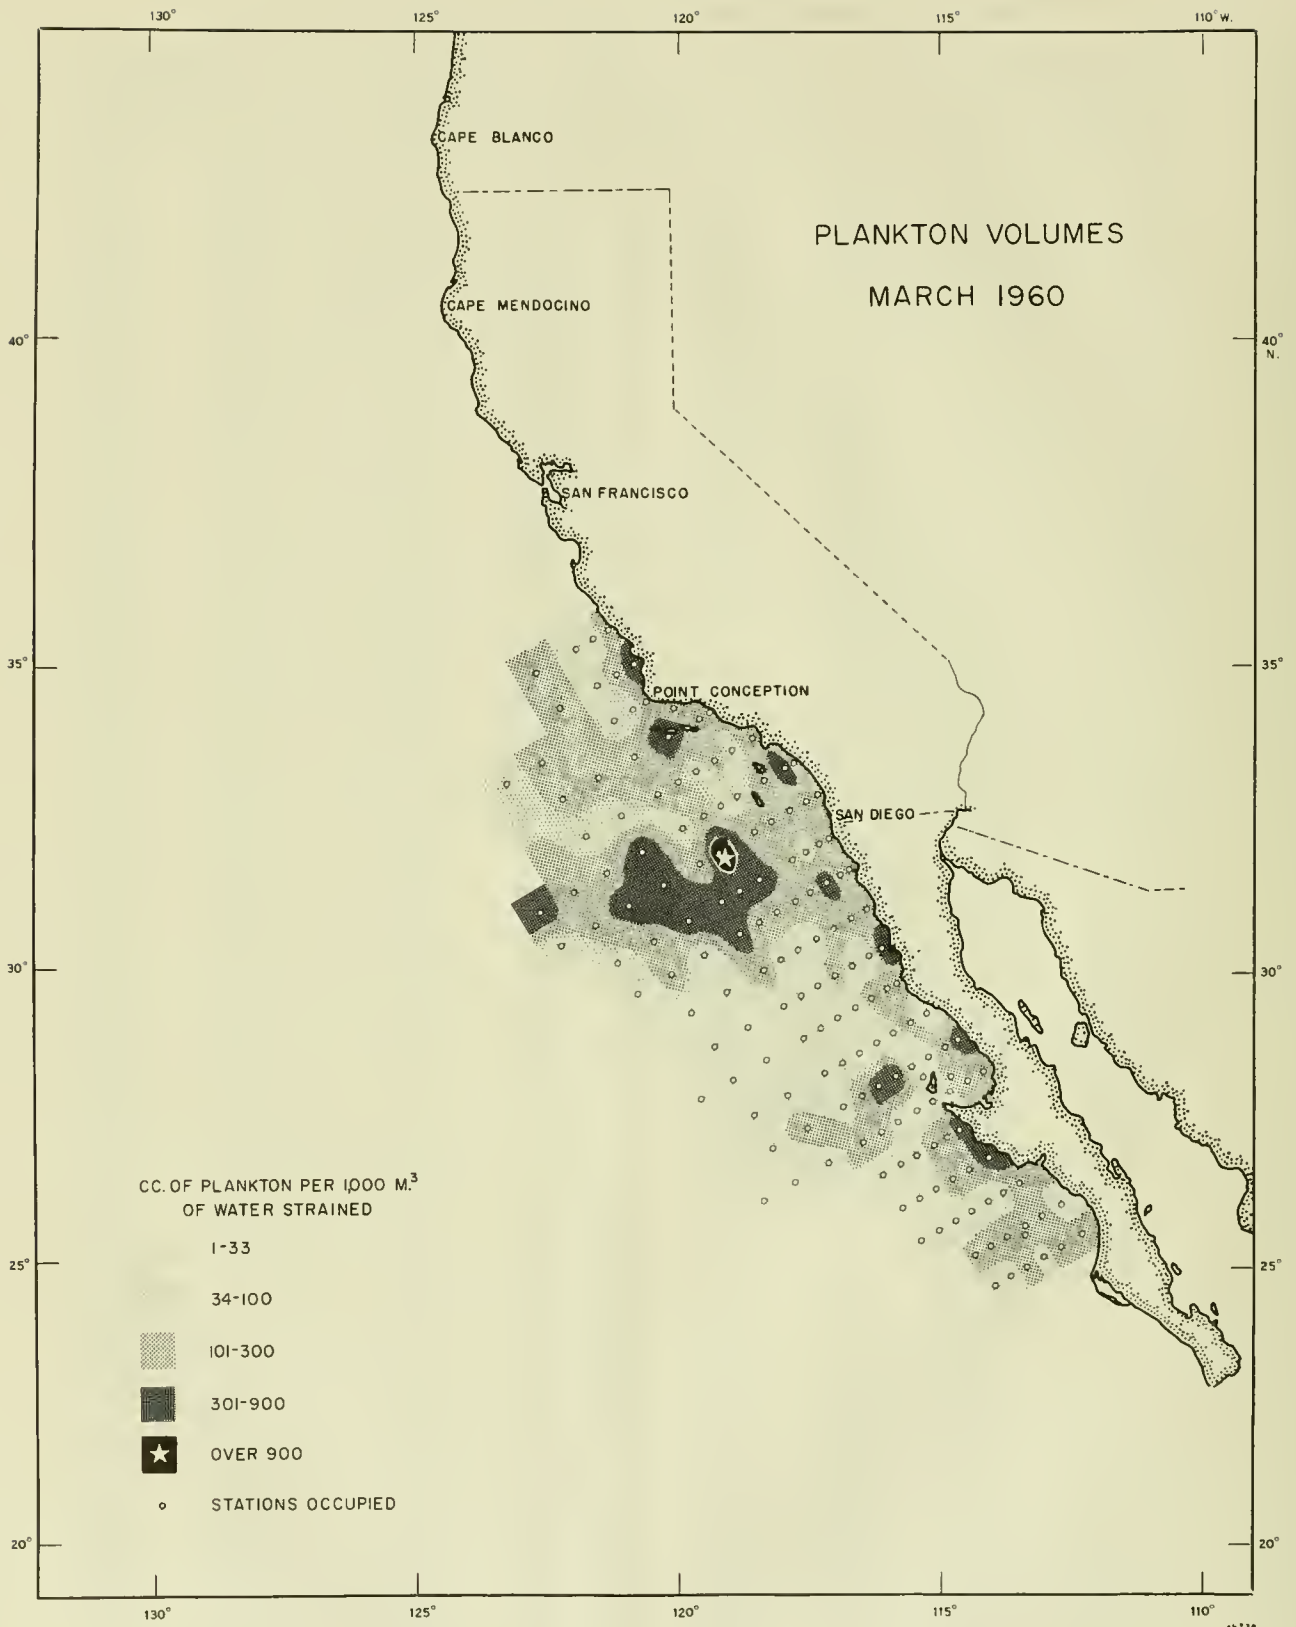 130° 125° 120° 115° 110° W.
CAPE BLANCO
PLANKTON VOLUMES
MARCH 1960
CAPE MENDOCINO
40° 40°
N.
SAN FRANCISCO
35° 35°
POINT CONCEPTION
SAN DIEGO
30° 30°
CC. OF PLANKTON PER 1,000 M.³
OF WATER STRAINED
1-33
25° 25°
34-100
101-300
301-900
OVER 900
STATIONS OCCUPIED
20° 20°
130° 125° 120° 115° 110°